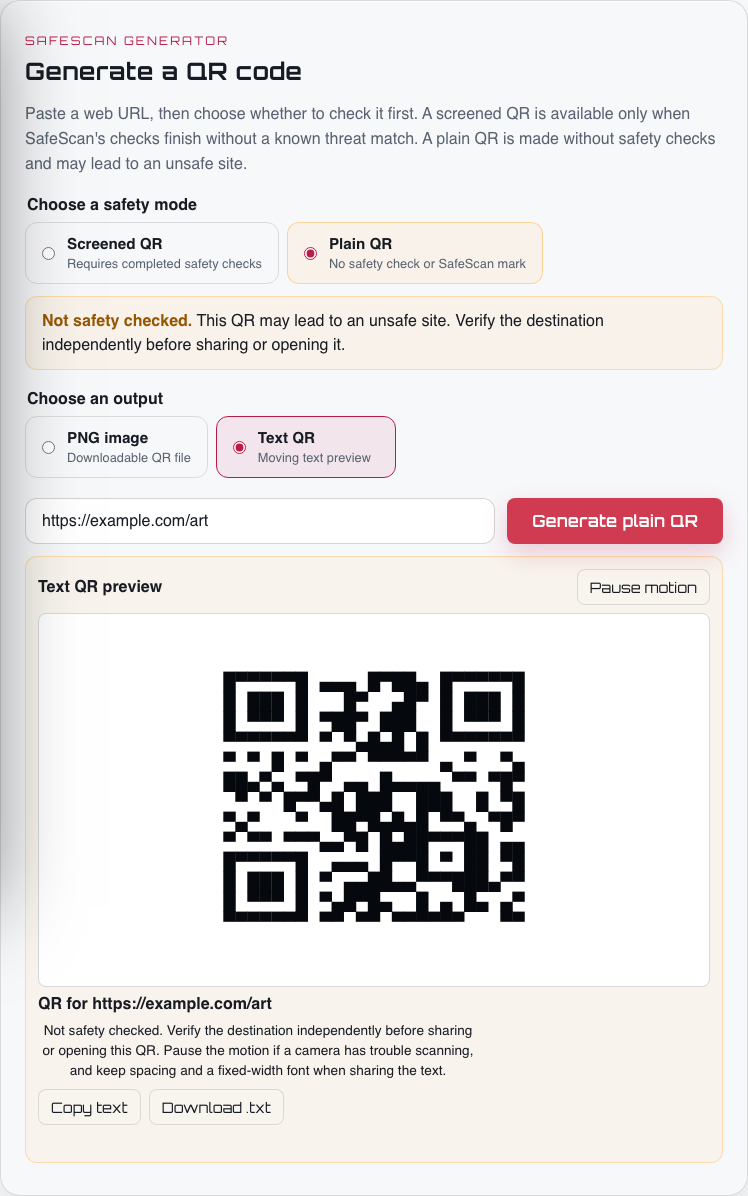 SAFESCAN GENERATOR
Generate a QR code
Paste a web URL, then choose whether to check it first. A screened QR is available only when
SafeScan's checks finish without a known threat match. A plain QR is made without safety checks
and may lead to an unsafe site.
Choose a safety mode
Screened QR
Requires completed safety checks
Plain QR
No safety check or SafeScan mark
Not safety checked. This QR may lead to an unsafe site. Verify the destination
independently before sharing or opening it.
Choose an output
PNG image
Downloadable QR file
Text QR
Moving text preview
https://example.com/art
Generate plain QR
Text QR preview
Pause motion
QR for https://example.com/art
Not safety checked. Verify the destination independently before sharing
or opening this QR. Pause the motion if a camera has trouble scanning,
and keep spacing and a fixed-width font when sharing the text.
Copy text
Download .txt